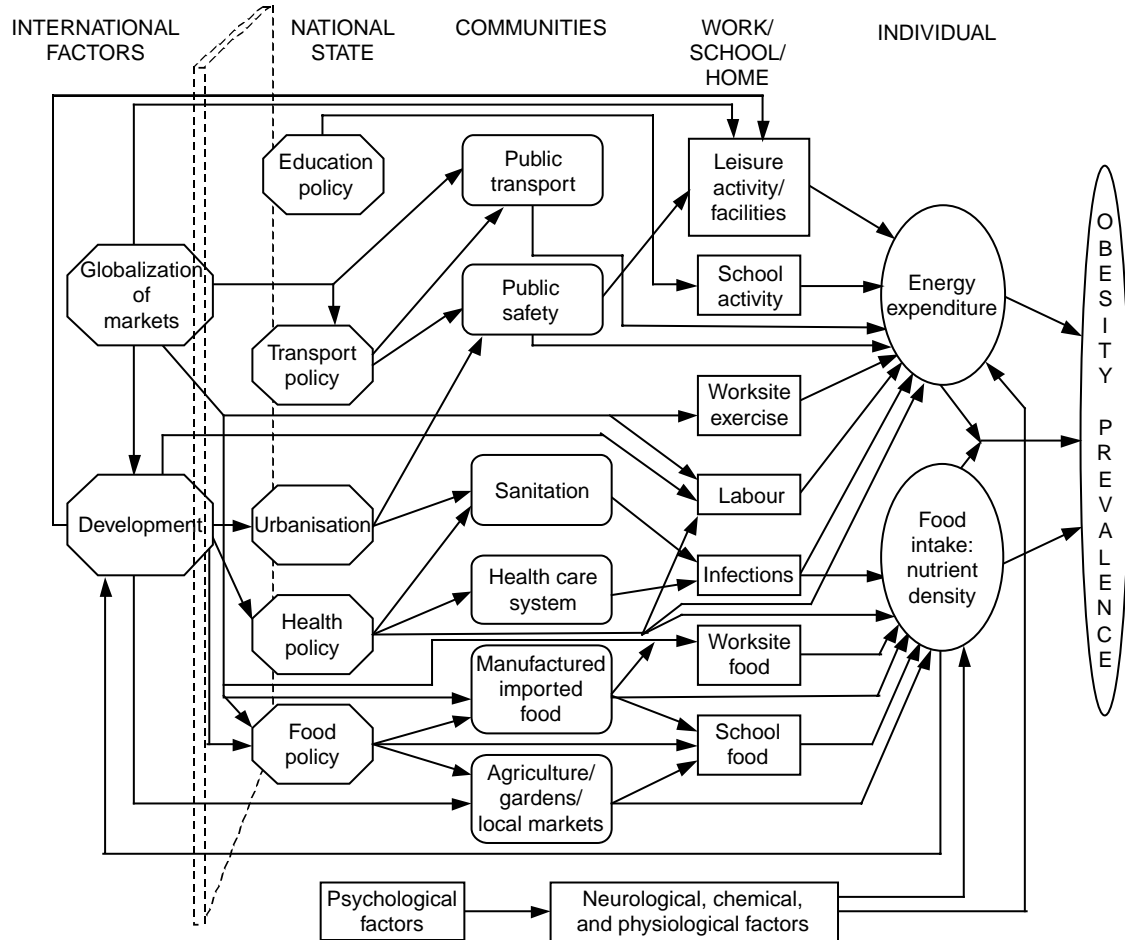 INTERNATIONAL
FACTORS
NATIONAL
STATE
COMMUNITIES
WORK/
SCHOOL/
HOME
INDIVIDUAL
Education
policy
Public
transport
Leisure
activity/
facilities
Globalization
of
markets
Public
safety
School
activity
Energy
expenditure
Transport
policy
Worksite
exercise
Development
Urbanisation
Sanitation
Labour
Health care
system
Infections
Food
intake:
nutrient
density
Health
policy
Manufactured
imported
food
Worksite
food
Food
policy
School
food
Agriculture/
gardens/
local markets
Psychological
factors
Neurological, chemical,
and physiological factors
OBESITY PREVALENCE